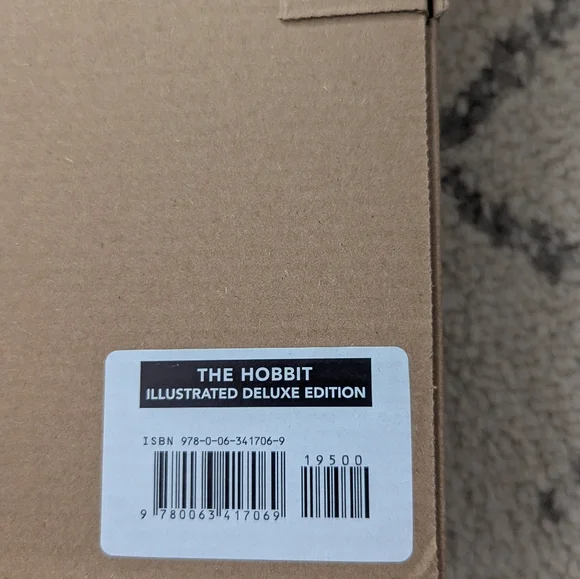 THE HOBBIT
ILLUSTRATED DELUXE EDITION
ISBN 978-0-06-341706-9
19500
9 780063 417069